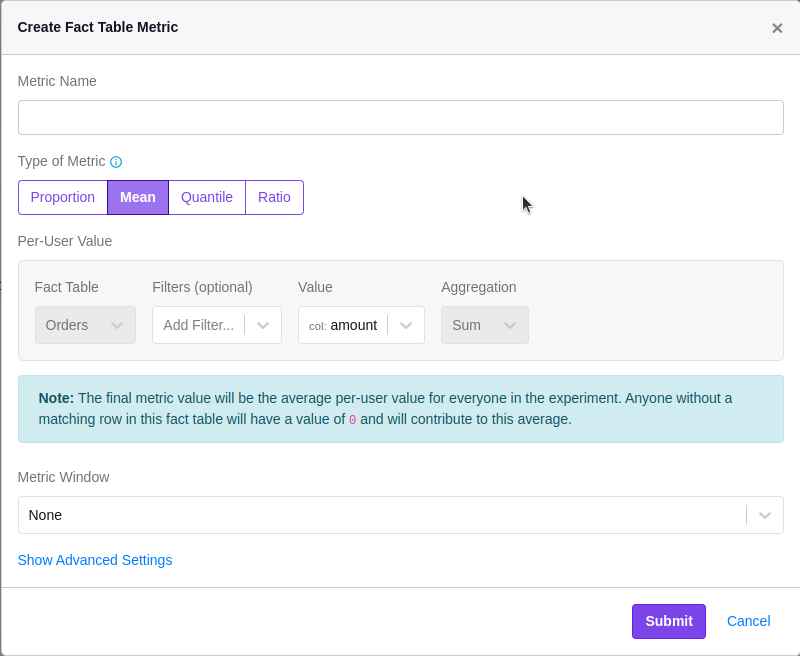 Create Fact Table Metric
×
Metric Name
Type of Metric
Proportion Mean Quantile Ratio
Per-User Value
Fact Table Filters (optional) Value Aggregation
Orders Add Filter... col: amount Sum
Note: The final metric value will be the average per-user value for everyone in the experiment. Anyone without a
matching row in this fact table will have a value of 0 and will contribute to this average.
Metric Window
None
Show Advanced Settings
Submit Cancel